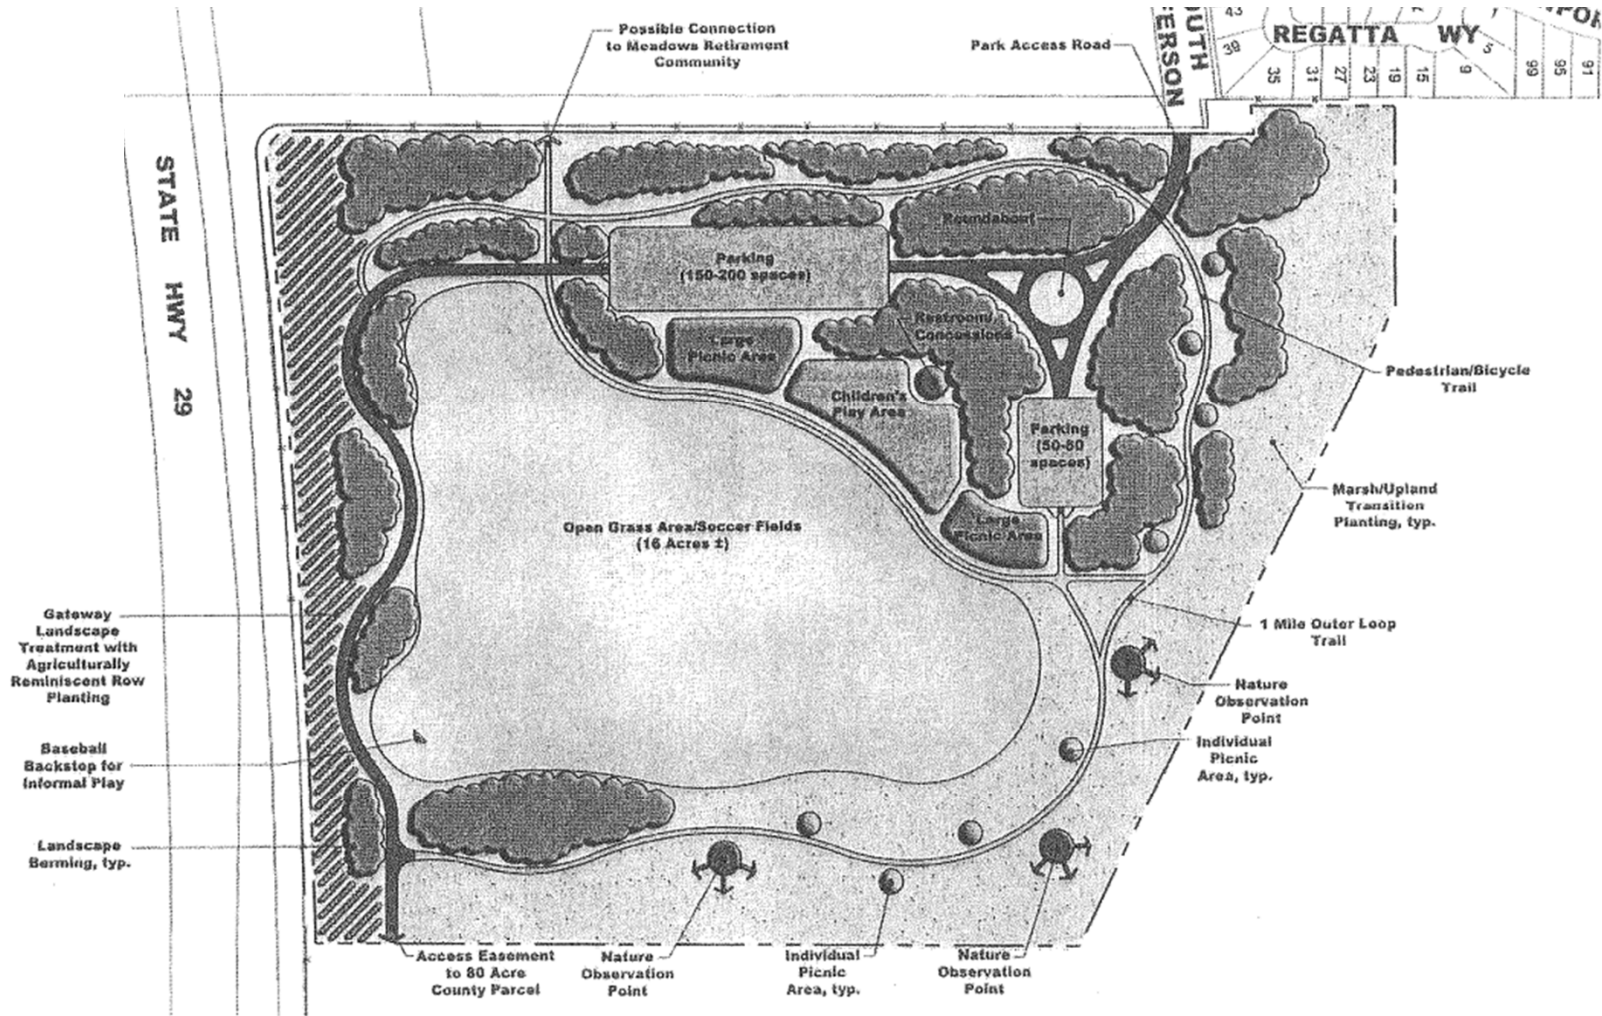 Possible Connection
to Meadows Retirement
Community
Park Access Road
OUTH
ERSON
REGATTA WY
43
39
35
31
27
23
19
15
9
5
99
95
91
STATE HWY 29
Roundabout
Parking
(150-200 spaces)
Restroom/
Concessions
Large
Picnic Area
Children's
Play Area
Parking
(50-80
spaces)
Large
Picnic Area
Pedestrian/Bicycle
Trail
Marsh/Upland
Transition
Planting, typ.
Open Grass Area/Soccer Fields
(16 Acres ±)
1 Mile Outer Loop
Trail
Gateway
Landscape
Treatment with
Agriculturally
Reminiscent Row
Planting
Nature
Observation
Point
Baseball
Backstop for
Informal Play
Individual
Picnic
Area, typ.
Landscape
Berming, typ.
Access Easement
to 80 Acre
County Parcel
Nature
Observation
Point
Individual
Picnic
Area, typ.
Nature
Observation
Point